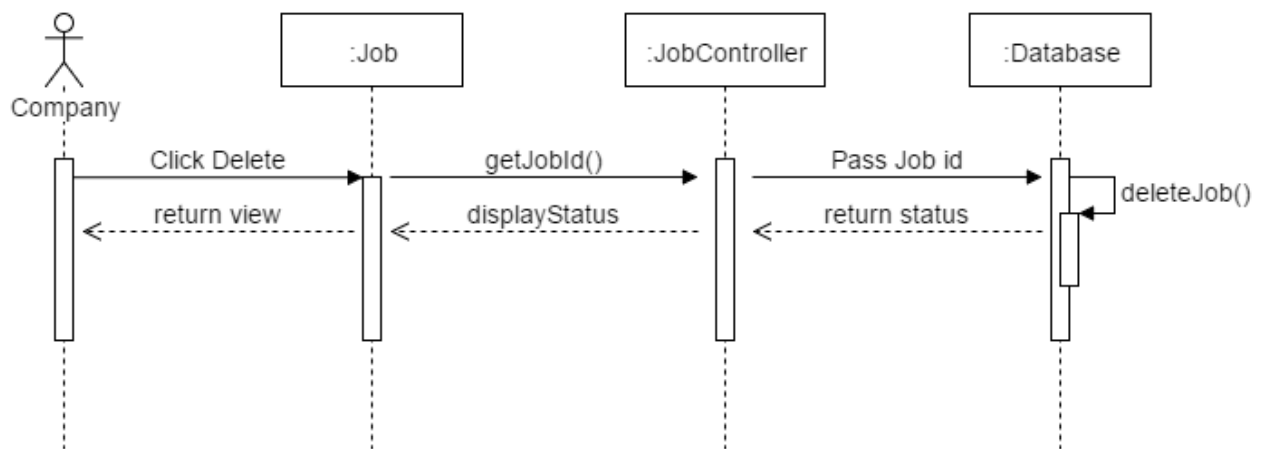 :Job
:JobController
:Database
Company
Click Delete
getJobId()
Pass Job id
deleteJob()
return view
displayStatus
return status